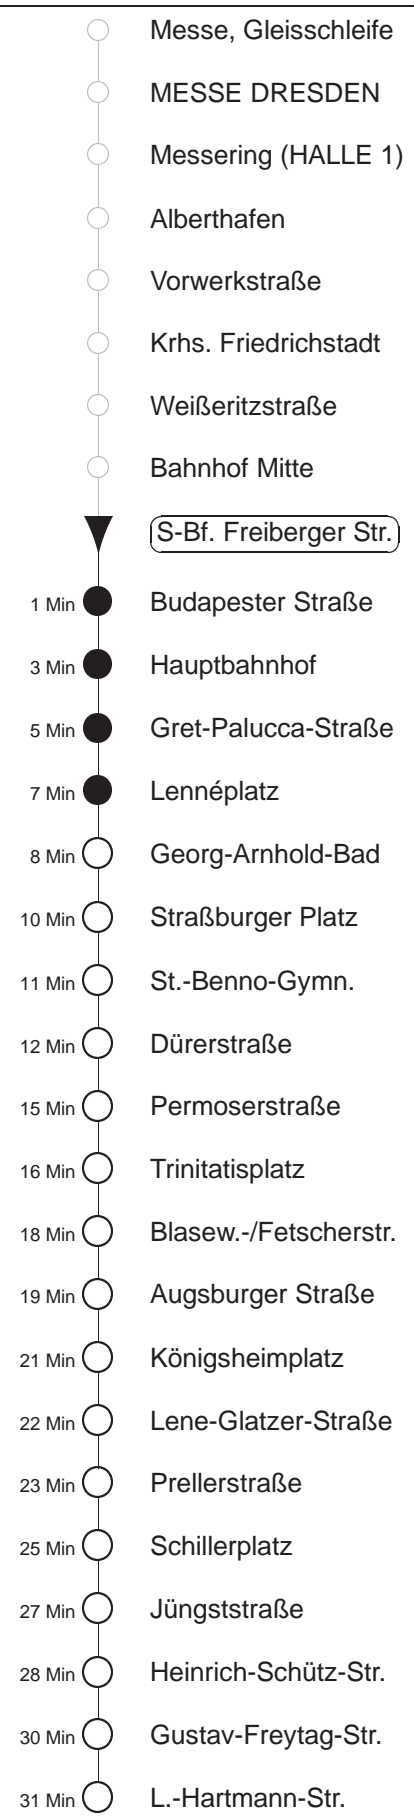 Messe, Gleisschleife
MESSE DRESDEN
Messering (HALLE 1)
Alberthafen
Vorwerkstraße
Krhs. Friedrichstadt
Weißeritzstraße
Bahnhof Mitte
S-Bf. Freiberger Str.
1 Min Budapester Straße
3 Min Hauptbahnhof
5 Min Gret-Palucca-Straße
7 Min Lennéplatz
8 Min Georg-Arnhold-Bad
10 Min Straßburger Platz
11 Min St.-Benno-Gymn.
12 Min Dürerstraße
15 Min Permoserstraße
16 Min Trinitatisplatz
18 Min Blasew.-/Fetscherstr.
19 Min Augsburger Straße
21 Min Königsheimplatz
22 Min Lene-Glatzer-Straße
23 Min Prellerstraße
25 Min Schillerplatz
27 Min Jüngststraße
28 Min Heinrich-Schütz-Str.
30 Min Gustav-Freytag-Str.
31 Min L.-Hartmann-Str.